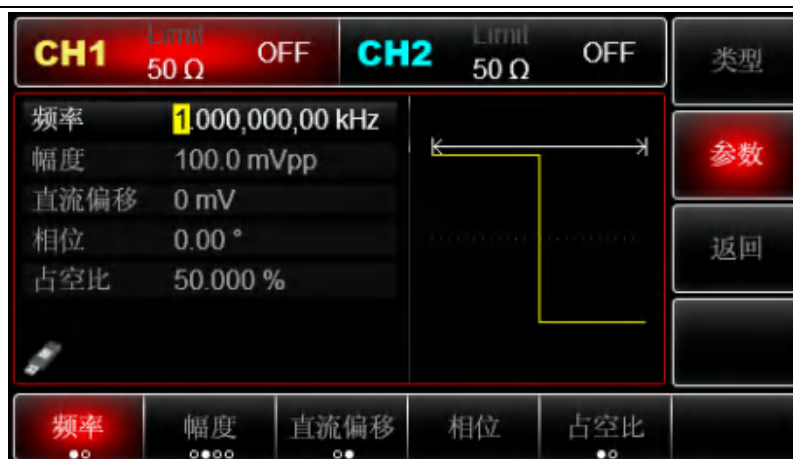 CH1 Limit 50 Ω OFF CH2 Limit 50 Ω OFF
类型
频率 1.000,000,00 kHz
幅度 100.0 mVpp
参数
直流偏移 0 mV
相位 0.00 °
返回
占空比 50.000 %
频率 幅度 直流偏移 相位 占空比